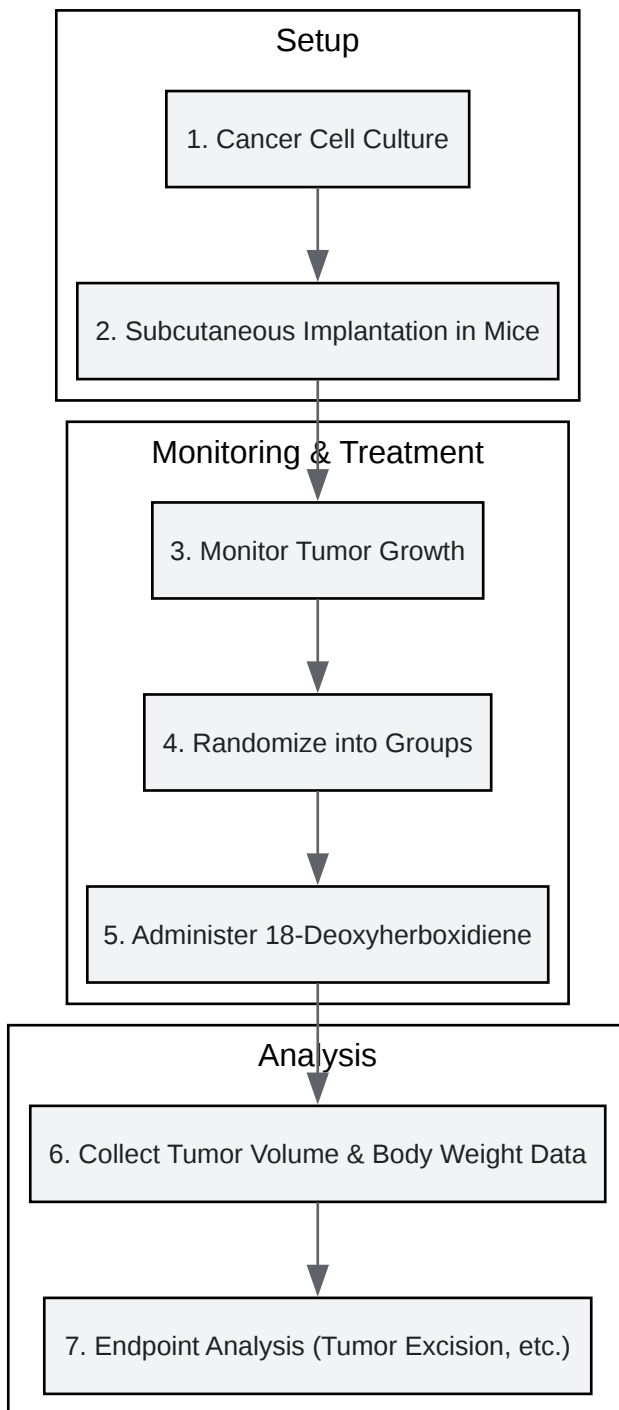 Setup
1. Cancer Cell Culture
2. Subcutaneous Implantation in Mice
Monitoring & Treatment
3. Monitor Tumor Growth
4. Randomize into Groups
5. Administer 18-Deoxyherboxidiene
Analysis
6. Collect Tumor Volume & Body Weight Data
7. Endpoint Analysis (Tumor Excision, etc.)